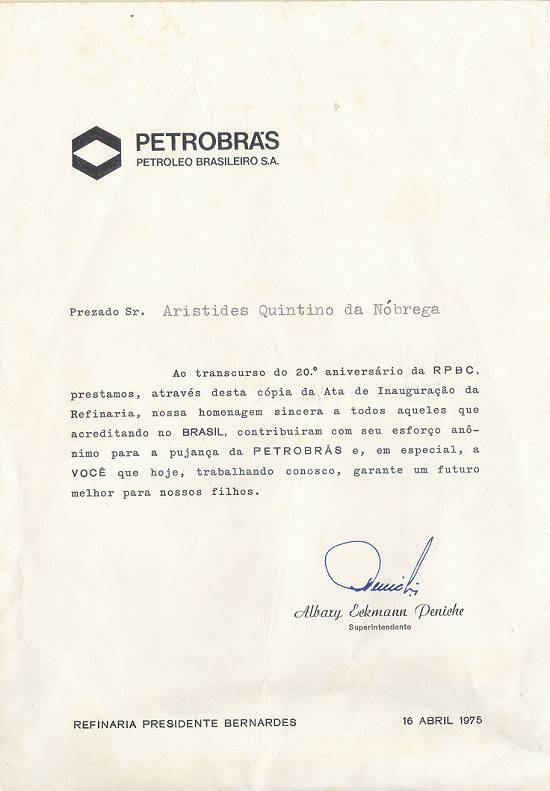 PETROBRÁS
PETROLEO BRASILEIRO S.A.
Prezado Sr. Arístides Quintino da Nóbrega
Ao transcurso do 20.º aniversário da RPBC,
prestamos, através desta cópia da Ata de Inauguração da
Refinaria, nossa homenagem sincera a todos aqueles que
acreditando no BRASIL, contribuiram com seu esforço anô-
nimo para a pujança da PETROBRÁS e, em especial, a
VOCÊ que hoje, trabalhando conosco, garante um futuro
melhor para nossos filhos.
Peniche
Albary Eckmann Peniche
Superintendente
REFINARIA PRESIDENTE BERNARDES 16 ABRIL 1975